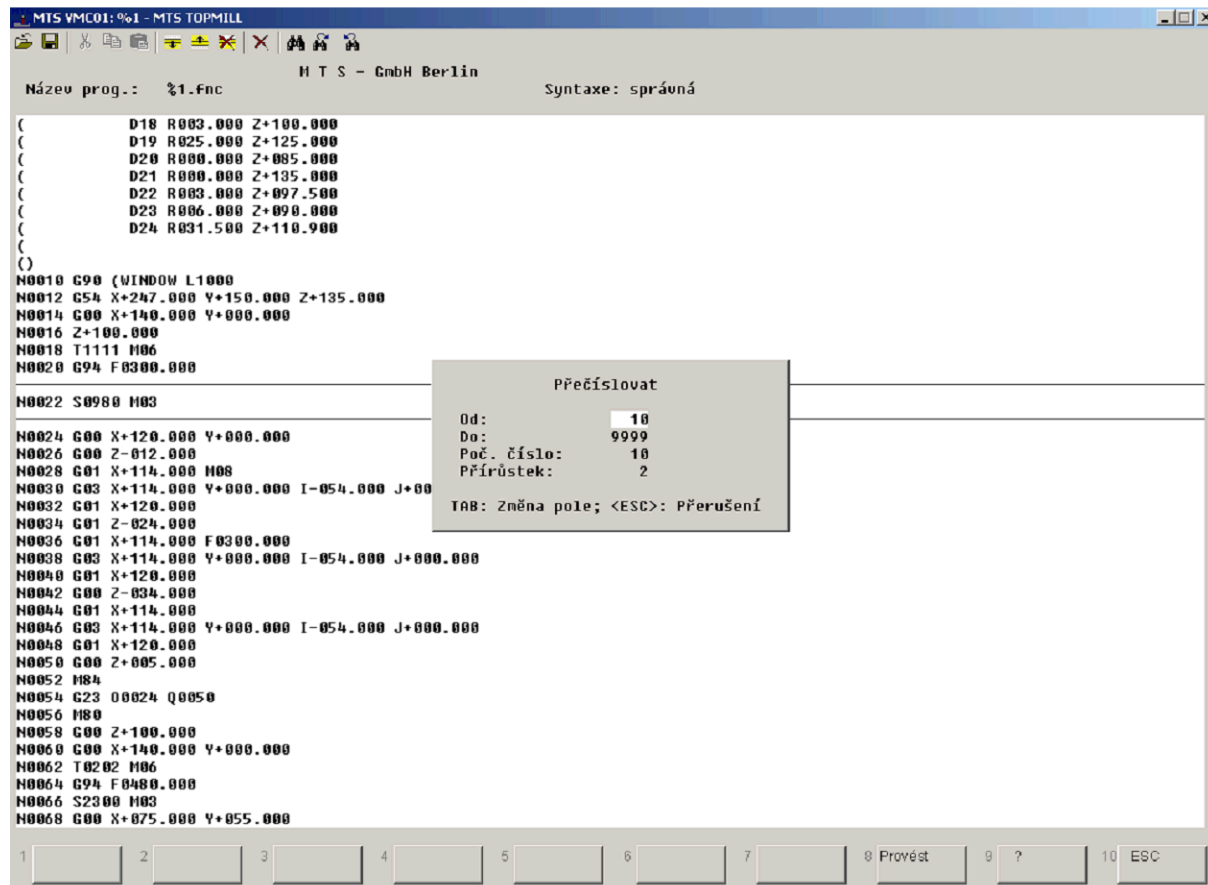 MTS VMC01: %1 - MTS TOPMILL
M T S - GmbH Berlin
Název prog.: %1.fnc Syntaxe: správná
( D18 R003.000 Z+100.000
( D19 R025.000 Z+125.000
( D20 R000.000 Z+085.000
( D21 R000.000 Z+135.000
( D22 R003.000 Z+097.500
( D23 R006.000 Z+090.000
( D24 R031.500 Z+110.900
(
()
N0010 G90 (WINDOW L1000
N0012 G54 X+247.000 Y+150.000 Z+135.000
N0014 G00 X+140.000 Y+000.000
N0016 Z+100.000
N0018 T1111 M06
N0020 G94 F0300.000
N0022 S0980 M03
N0024 G00 X+120.000 Y+000.000
N0026 G00 Z-012.000
N0028 G01 X+114.000 M08
N0030 G03 X+114.000 Y+000.000 I-054.000 J+00
N0032 G01 X+120.000
N0034 G01 Z-024.000
N0036 G01 X+114.000 F0300.000
N0038 G03 X+114.000 Y+000.000 I-054.000 J+000.000
N0040 G01 X+120.000
N0042 G00 Z-034.000
N0044 G01 X+114.000
N0046 G03 X+114.000 Y+000.000 I-054.000 J+000.000
N0048 G01 X+120.000
N0050 G00 Z+005.000
N0052 M84
N0054 G23 O0024 Q0050
N0056 M80
N0058 G00 Z+100.000
N0060 G00 X+140.000 Y+000.000
N0062 T0202 M06
N0064 G94 F0480.000
N0066 S2300 M03
N0068 G00 X+075.000 Y+055.000
Přečíslovat
Od: 10
Do: 9999
Poč. číslo: 10
Přírůstek: 2
TAB: Změna pole; <ESC>: Přerušení
1 2 3 4 5 6 7 8 Provést 9 ? 10 ESC